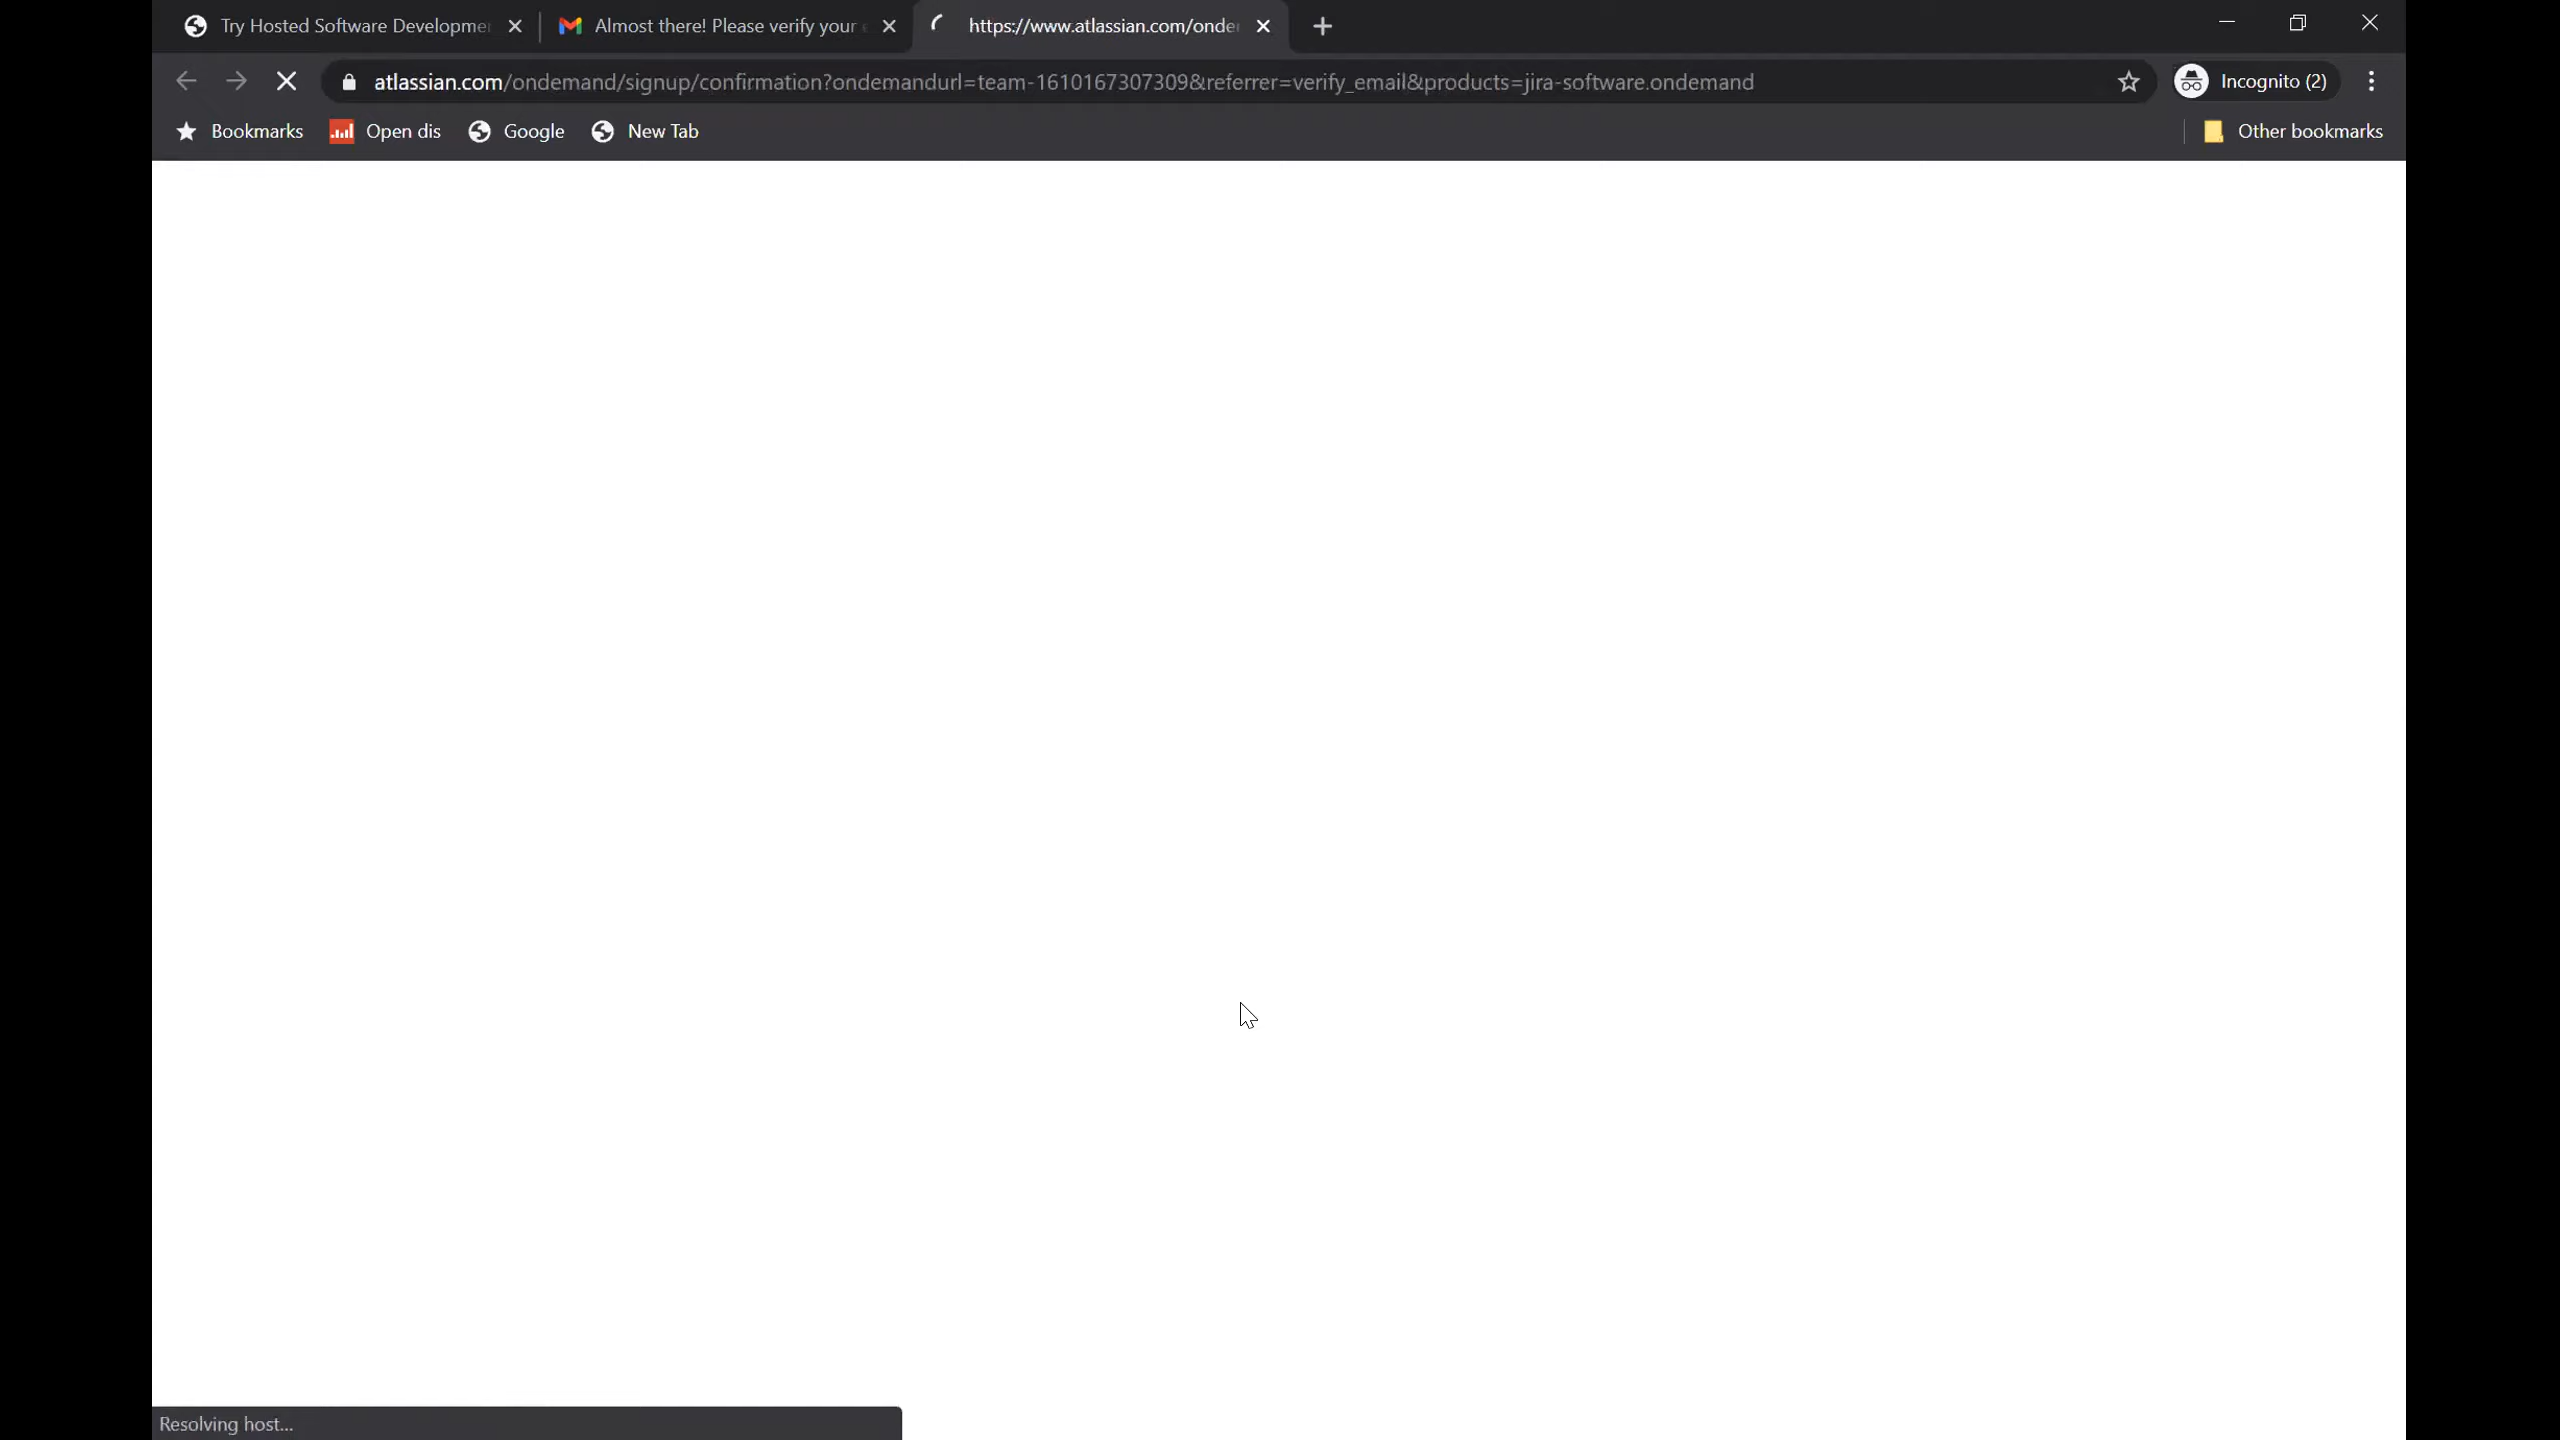 Try Hosted Software Developme
Almost there! Please verify your e
https://www.atlassian.com/onde
atlassian.com/ondemand/signup/confirmation?ondemandurl=team-1610167307309&referrer=verify_email&products=jira-software.ondemand
Incognito (2)
Bookmarks
Open dis
Google
New Tab
Other bookmarks
Resolving host...